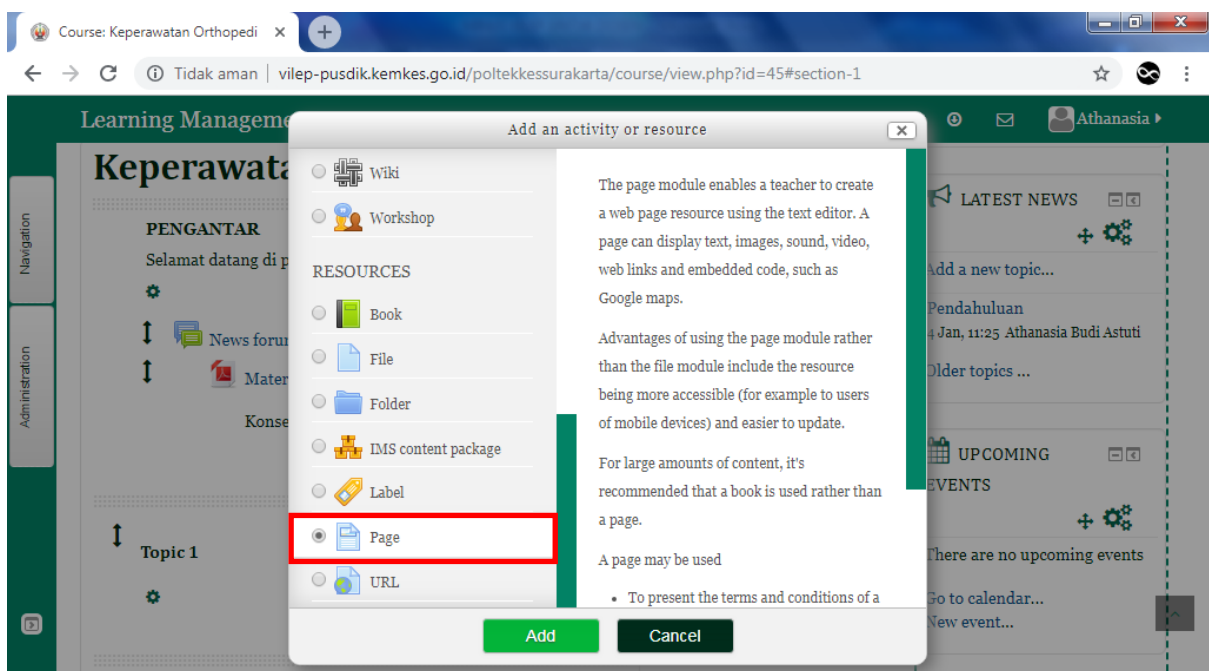 Course: Keperawatan Orthopedi
Tidak aman | vilep-pusdik.kemkes.go.id/poltekkessurakarta/course/view.php?id=45#section-1
Learning Manageme
Athanasia
Keperawata
PENGANTAR
Selamat datang di p
News forum
Mater
Konse
Topic 1
Navigation
Administration
Add an activity or resource
Wiki
Workshop
RESOURCES
Book
File
Folder
IMS content package
Label
Page
URL
The page module enables a teacher to create
a web page resource using the text editor. A
page can display text, images, sound, video,
web links and embedded code, such as
Google maps.
Advantages of using the page module rather
than the file module include the resource
being more accessible (for example to users
of mobile devices) and easier to update.
For large amounts of content, it's
recommended that a book is used rather than
a page.
A page may be used
• To present the terms and conditions of a
Add
Cancel
LATEST NEWS
Add a new topic...
Pendahuluan
4 Jan, 11:25 Athanasia Budi Astuti
Older topics ...
UPCOMING
EVENTS
There are no upcoming events
Go to calendar...
New event...